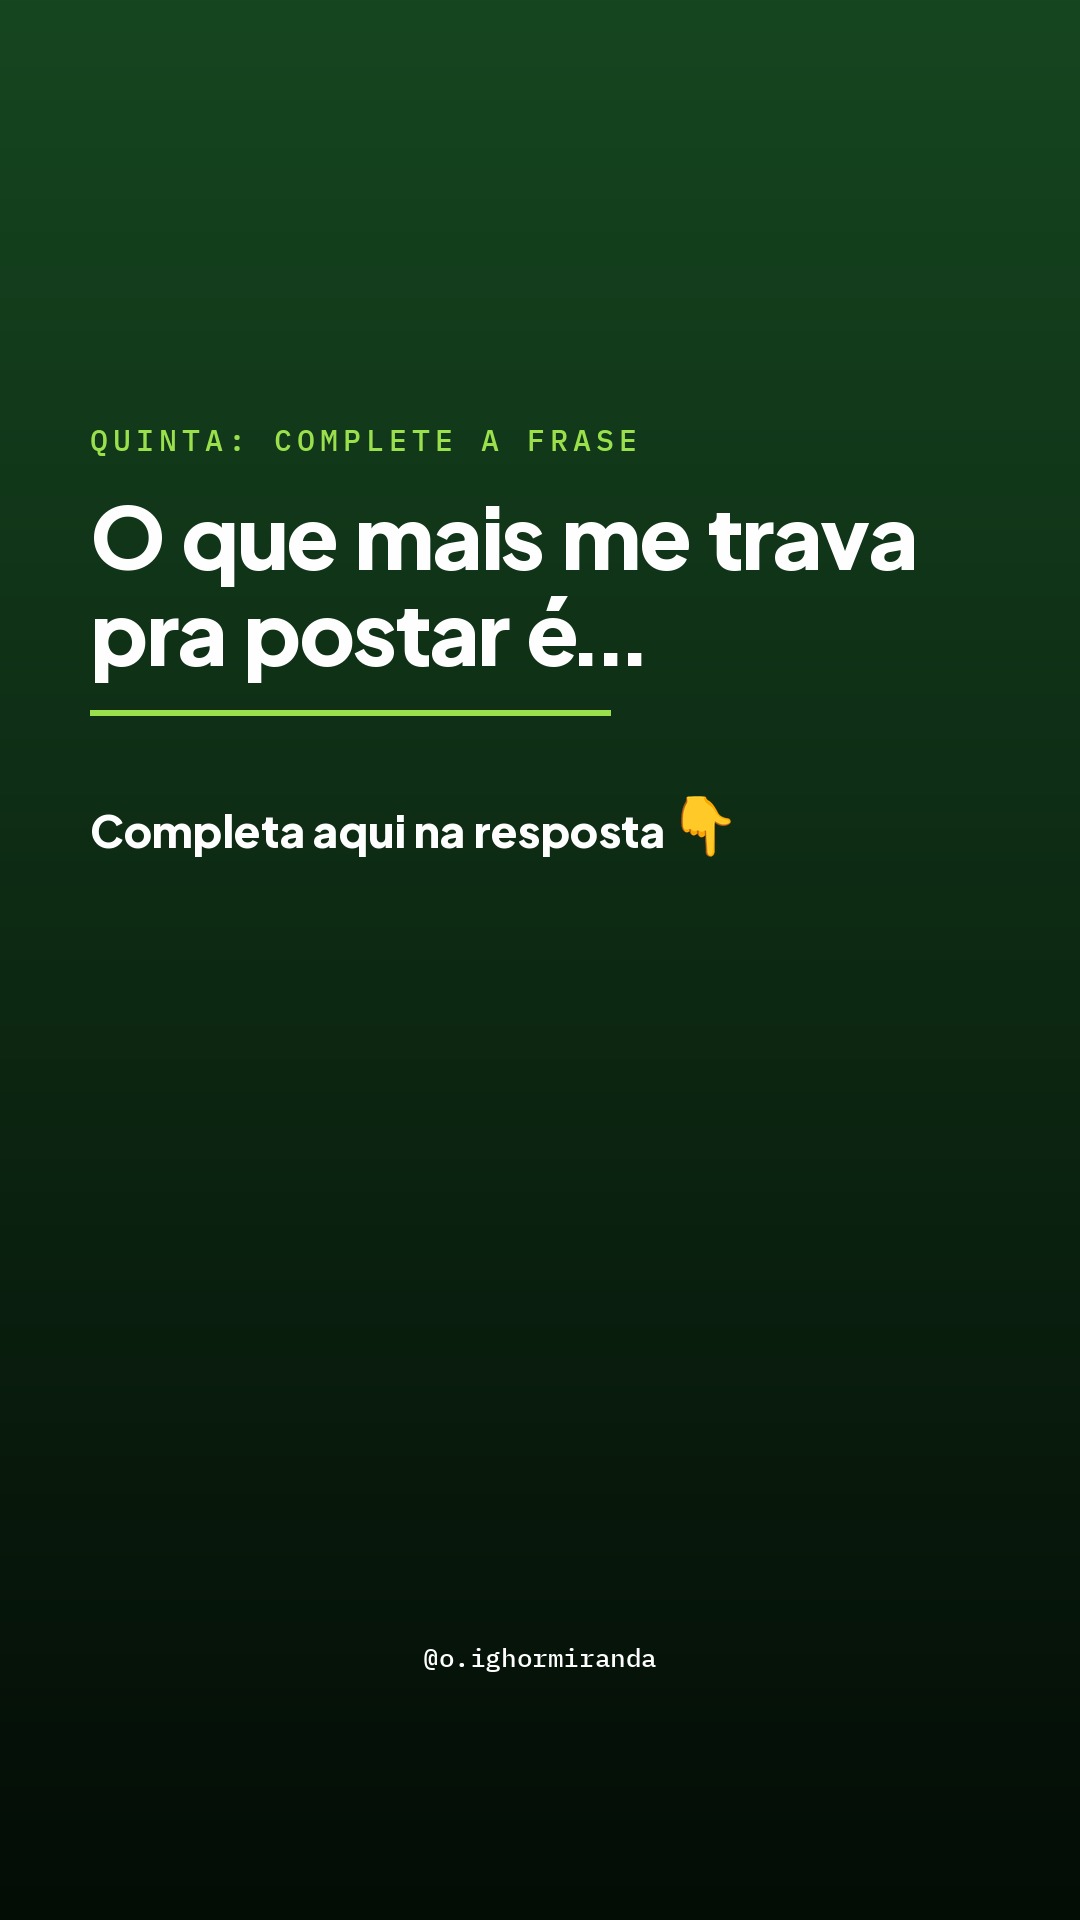 QUINTA: COMPLETE A FRASE
O que mais me trava
pra postar é...
Completa aqui na resposta 👇
@o.ighormiranda